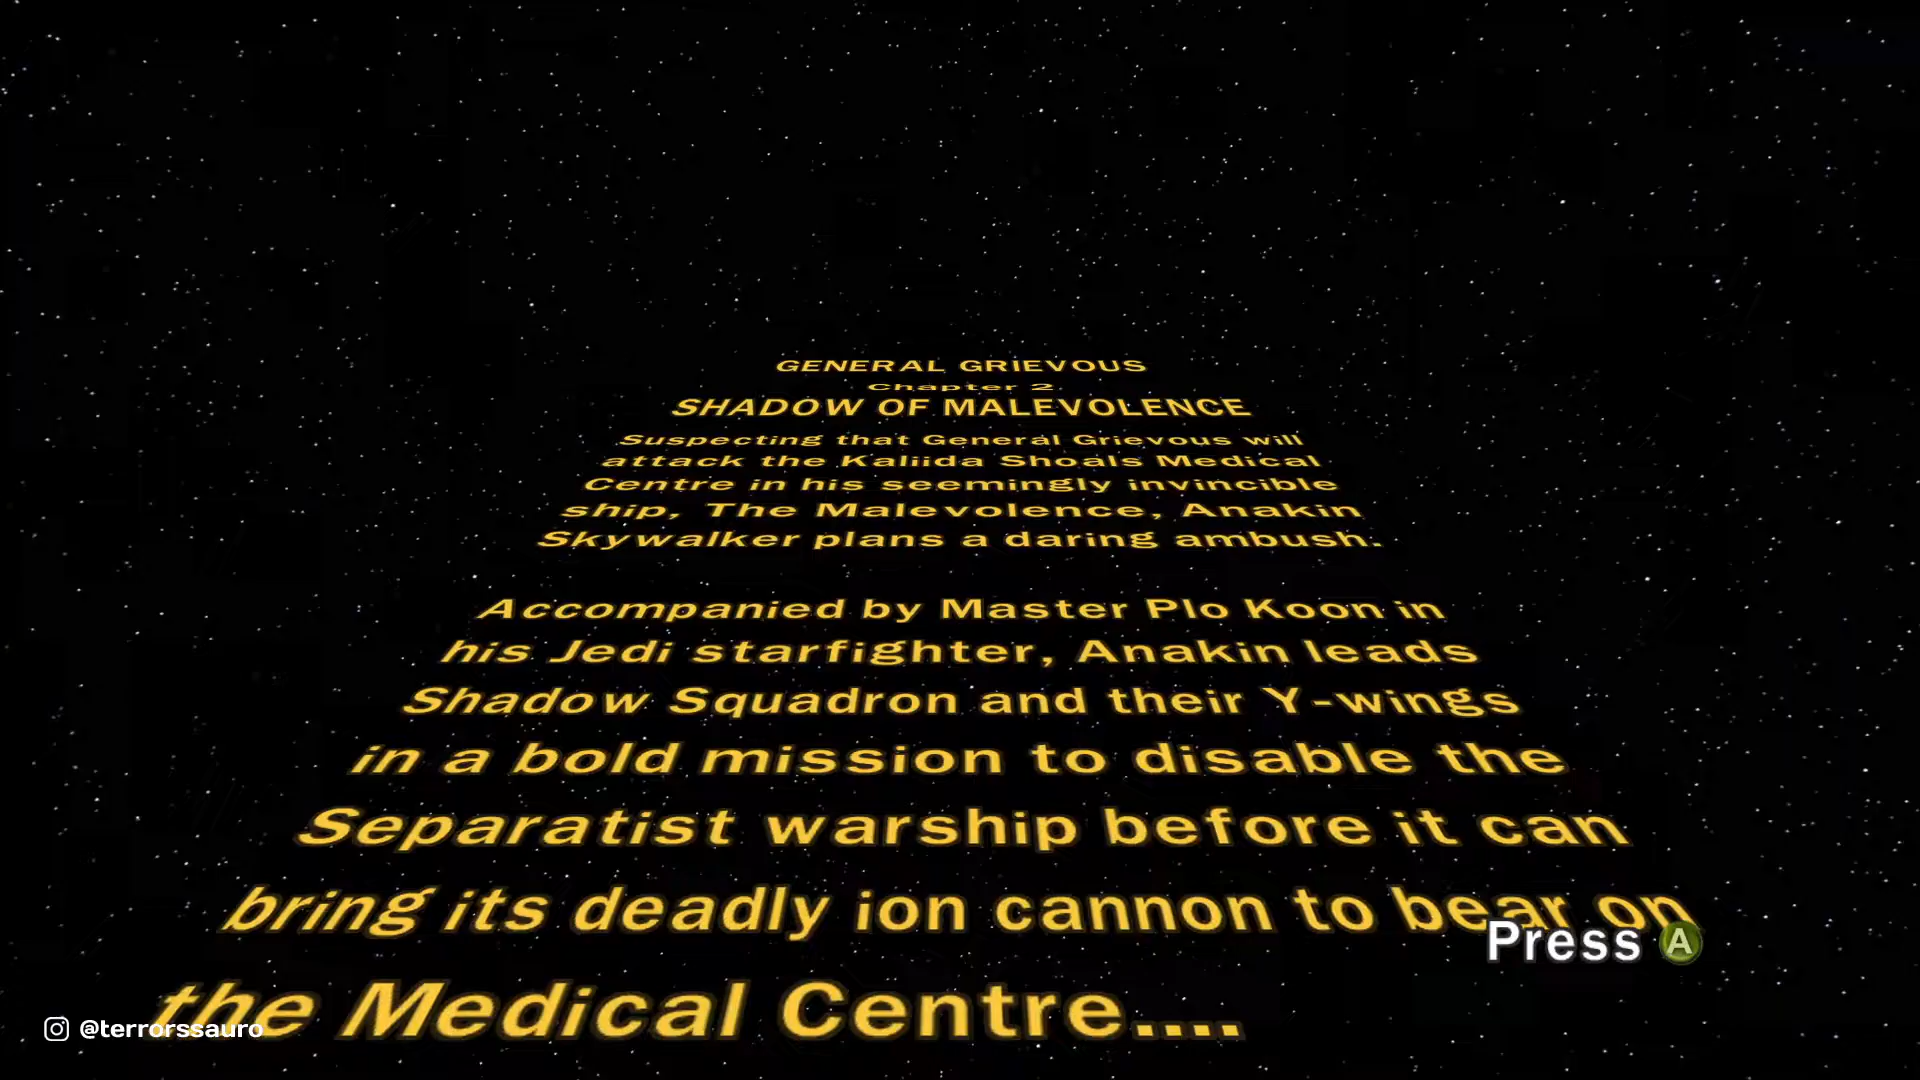 GENERAL GRIEVOUS
Chapter 2
SHADOW OF MALEVOLENCE
Suspecting that General Grievous will
attack the Kaliida Shoals Medical
Centre in his seemingly invincible
ship, The Malevolence, Anakin
Skywalker plans a daring ambush.
Accompanied by Master Plo Koon in
his Jedi starfighter, Anakin leads
Shadow Squadron and their Y-wings
in a bold mission to disable the
Separatist warship before it can
bring its deadly ion cannon to bear on
the Medical Centre....
Press A
@terrorssauro